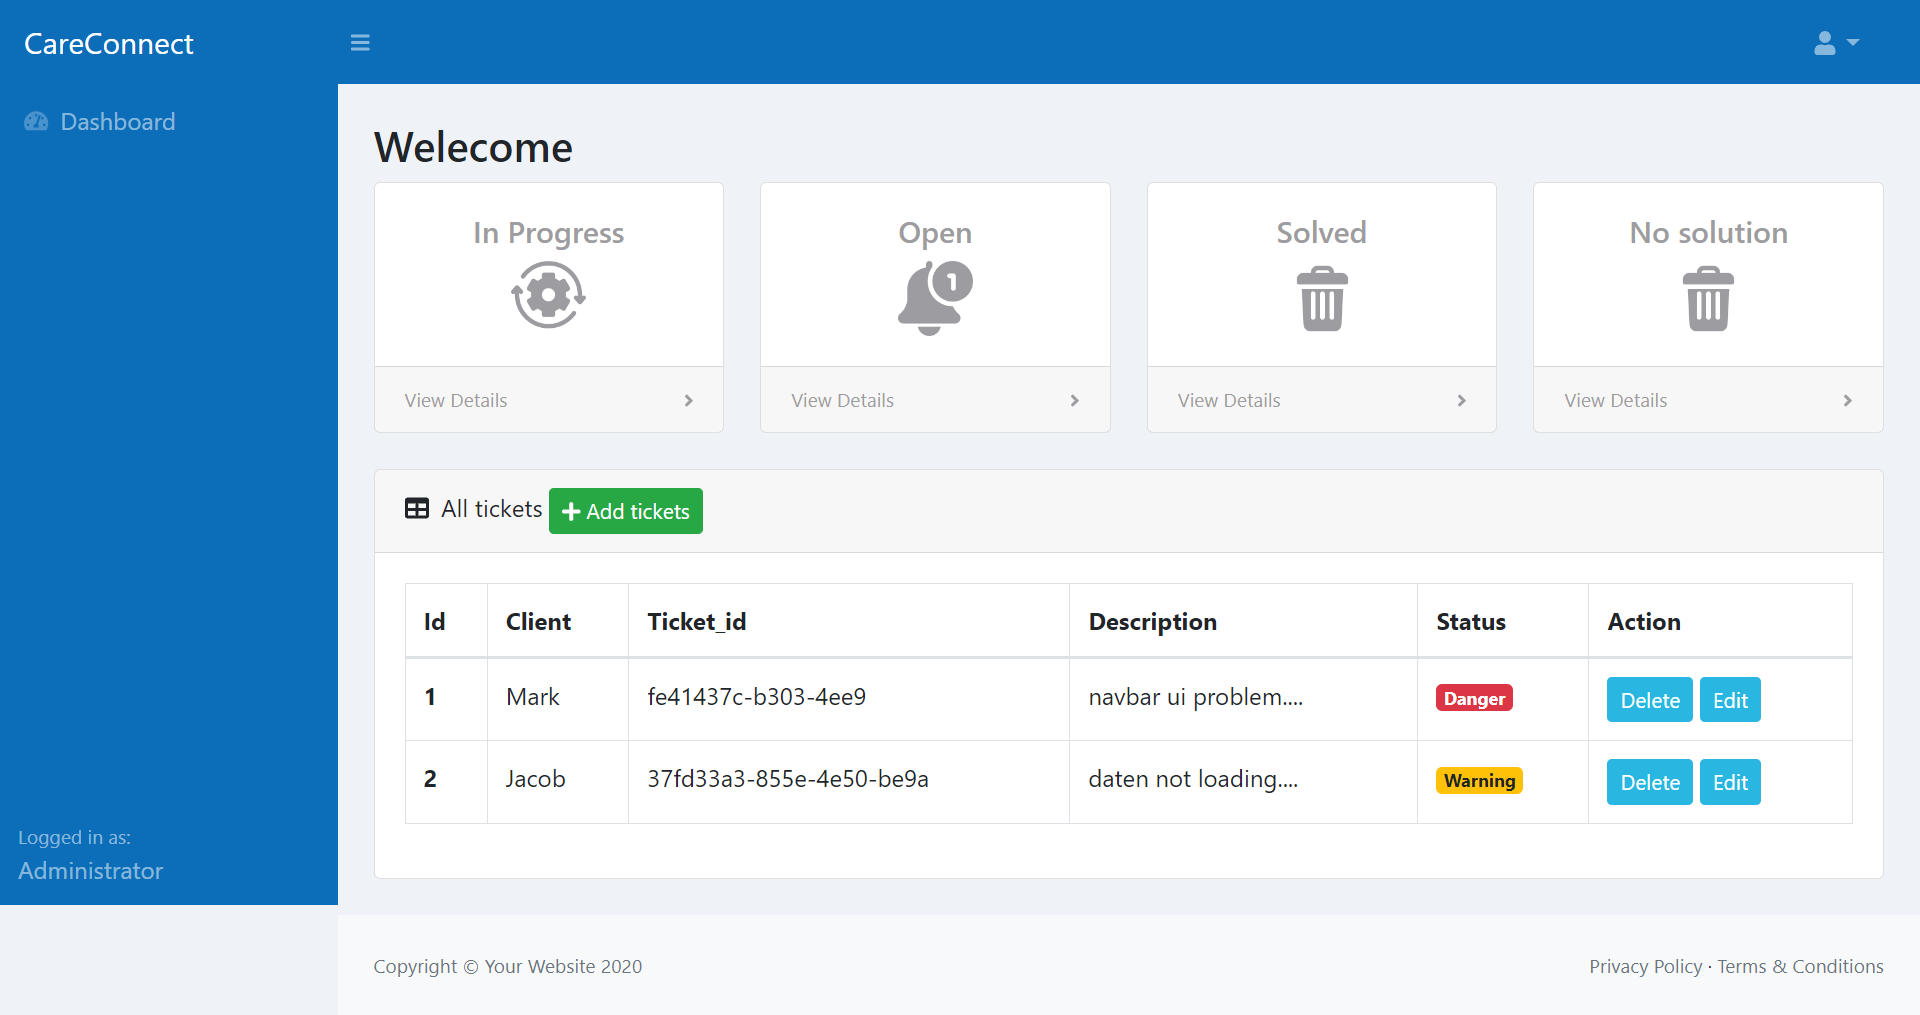 CareConnect
Dashboard
Welecome
In Progress
Open
Solved
No solution
1
View Details
View Details
View Details
View Details
All tickets
Add tickets
Id Client Ticket_id Description Status Action
1 Mark fe41437c-b303-4ee9 navbar ui problem.... Danger Delete Edit
2 Jacob 37fd33a3-855e-4e50-be9a daten not loading.... Warning Delete Edit
Logged in as:
Administrator
Copyright © Your Website 2020
Privacy Policy · Terms & Conditions